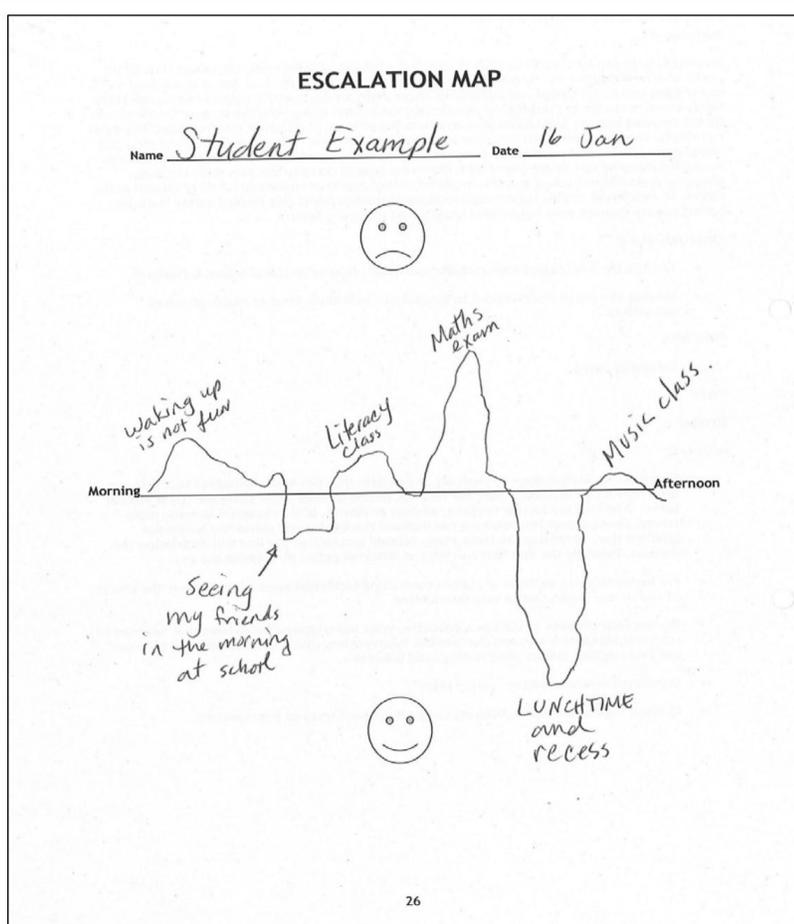 ESCALATION MAP
Name Student Example Date 16 Jan
Maths
exam
Waking up
is not fun
Literacy
class
Music class.
Morning
Afternoon
Seeing
my friends
in the morning
at school
LUNCHTIME
and
recess
26